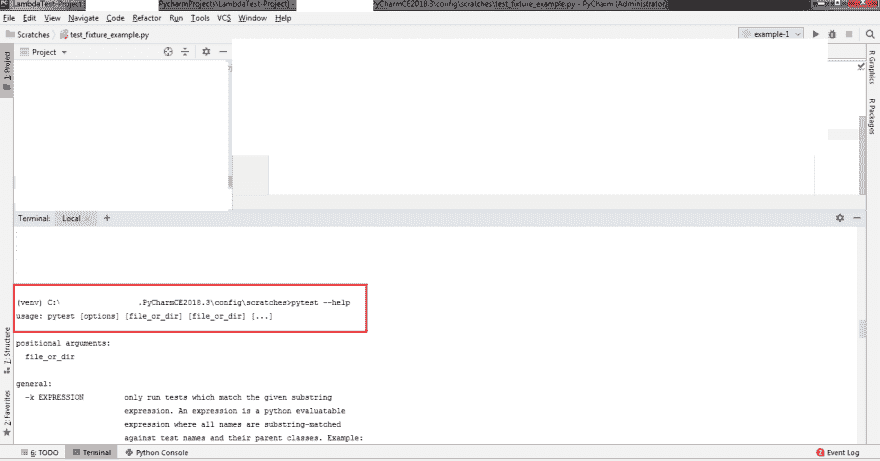 [LambdaTest-Project] PycharmProjects\LambdaTest-Project] - PyCharmCE2018.3\config\scratches\test_fixture_example.py - PyCharm (Administrator)
File Edit View Navigate Code Refactor Run Tools VCS Window Help
Scratches test_fixture_example.py example-1
Project
1: Project
R Graphics
R Packages
Terminal: Local +
(venv) C:\ .PyCharmCE2018.3\config\scratches>pytest --help
usage: pytest [options] [file_or_dir] [file_or_dir] [...]
positional arguments:
file_or_dir
general:
-k EXPRESSION only run tests which match the given substring
expression. An expression is a python evaluatable
expression where all names are substring-matched
against test names and their parent classes. Example:
7: Structure
2: Favorites
6: TODO Terminal Python Console 2 Event Log